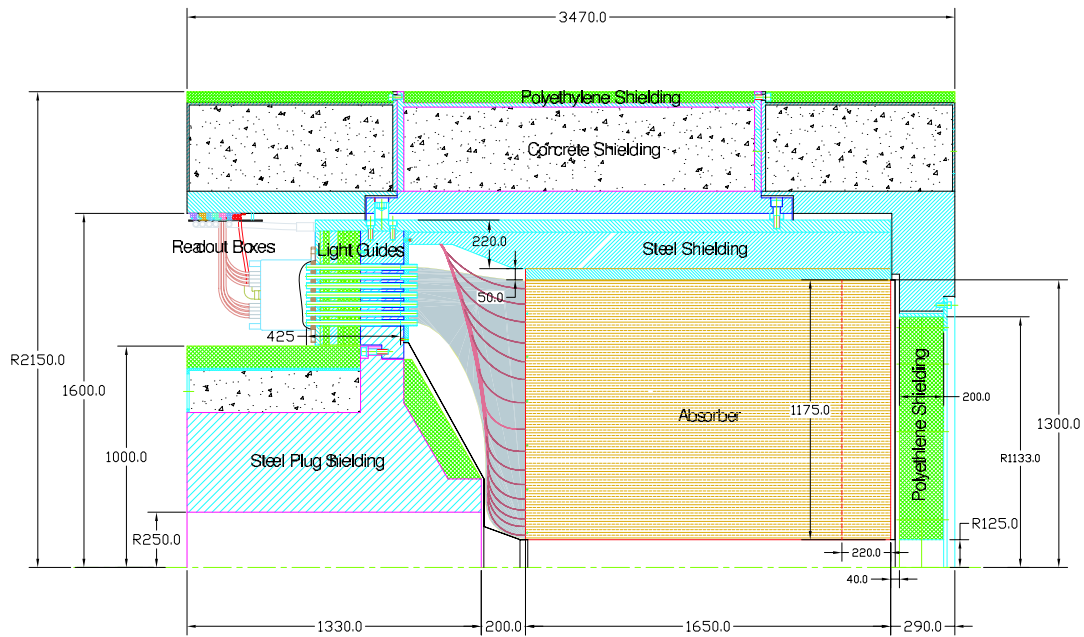 3470.0
Polyethylene Shielding
Concrete Shielding
Readout Boxes
Light Guides
220.0
Steel Shielding
50.0
425
R2150.0
1600.0
Absorber
1175.0
Polyethlene Shielding
200.0
1300.0
1000.0
Steel Plug Shielding
R1133.0
R250.0
R125.0
220.0
40.0
1330.0
200.0
1650.0
290.0